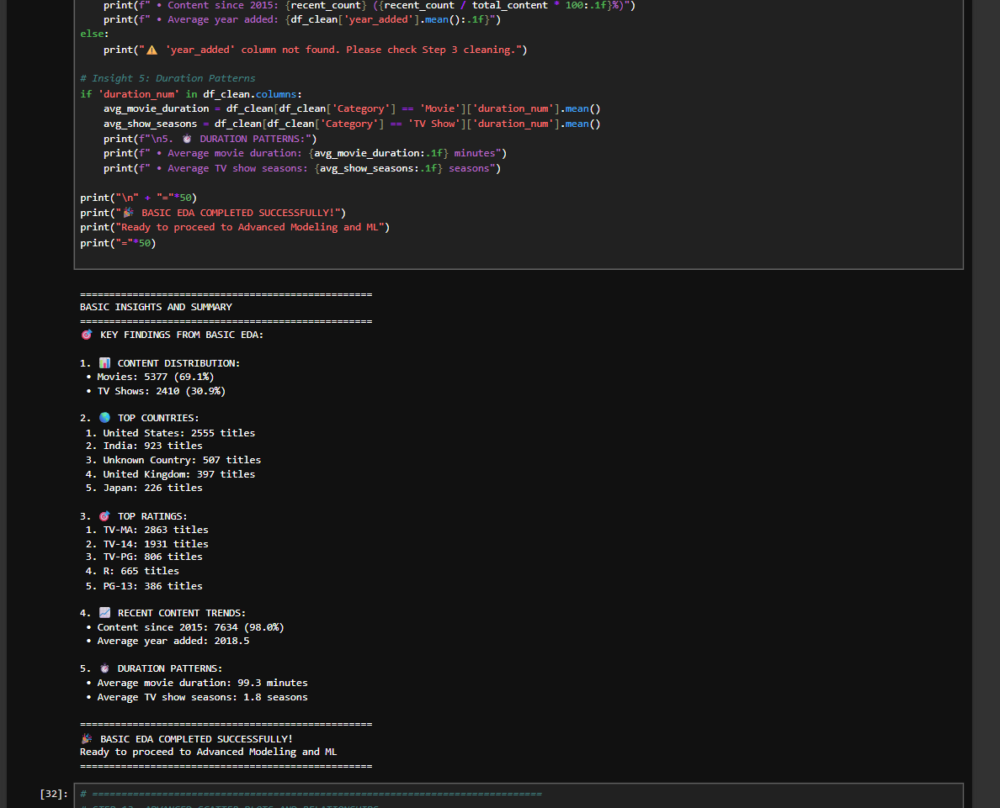 print(f" • Content since 2015: {recent_count} ({recent_count / total_content * 100:.1f}%)")
print(f" • Average year added: {df_clean['year_added'].mean():.1f}")
else:
print("⚠️ 'year_added' column not found. Please check Step 3 cleaning.")
# Insight 5: Duration Patterns
if 'duration_num' in df_clean.columns:
avg_movie_duration = df_clean[df_clean['Category'] == 'Movie']['duration_num'].mean()
avg_show_seasons = df_clean[df_clean['Category'] == 'TV Show']['duration_num'].mean()
print(f"\n5. ⏱️ DURATION PATTERNS:")
print(f" • Average movie duration: {avg_movie_duration:.1f} minutes")
print(f" • Average TV show seasons: {avg_show_seasons:.1f} seasons")
print("\n" + "="*50)
print("🎉 BASIC EDA COMPLETED SUCCESSFULLY!")
print("Ready to proceed to Advanced Modeling and ML")
print("="*50)
==================================================
BASIC INSIGHTS AND SUMMARY
==================================================
🎯 KEY FINDINGS FROM BASIC EDA:
1. 📊 CONTENT DISTRIBUTION:
• Movies: 5377 (69.1%)
• TV Shows: 2410 (30.9%)
2. 🌎 TOP COUNTRIES:
1. United States: 2555 titles
2. India: 923 titles
3. Unknown Country: 507 titles
4. United Kingdom: 397 titles
5. Japan: 226 titles
3. 🎯 TOP RATINGS:
1. TV-MA: 2863 titles
2. TV-14: 1931 titles
3. TV-PG: 806 titles
4. R: 665 titles
5. PG-13: 386 titles
4. 📈 RECENT CONTENT TRENDS:
• Content since 2015: 7634 (98.0%)
• Average year added: 2018.5
5. ⏱️ DURATION PATTERNS:
• Average movie duration: 99.3 minutes
• Average TV show seasons: 1.8 seasons
==================================================
🎉 BASIC EDA COMPLETED SUCCESSFULLY!
Ready to proceed to Advanced Modeling and ML
==================================================
[32]: # =============================================================================